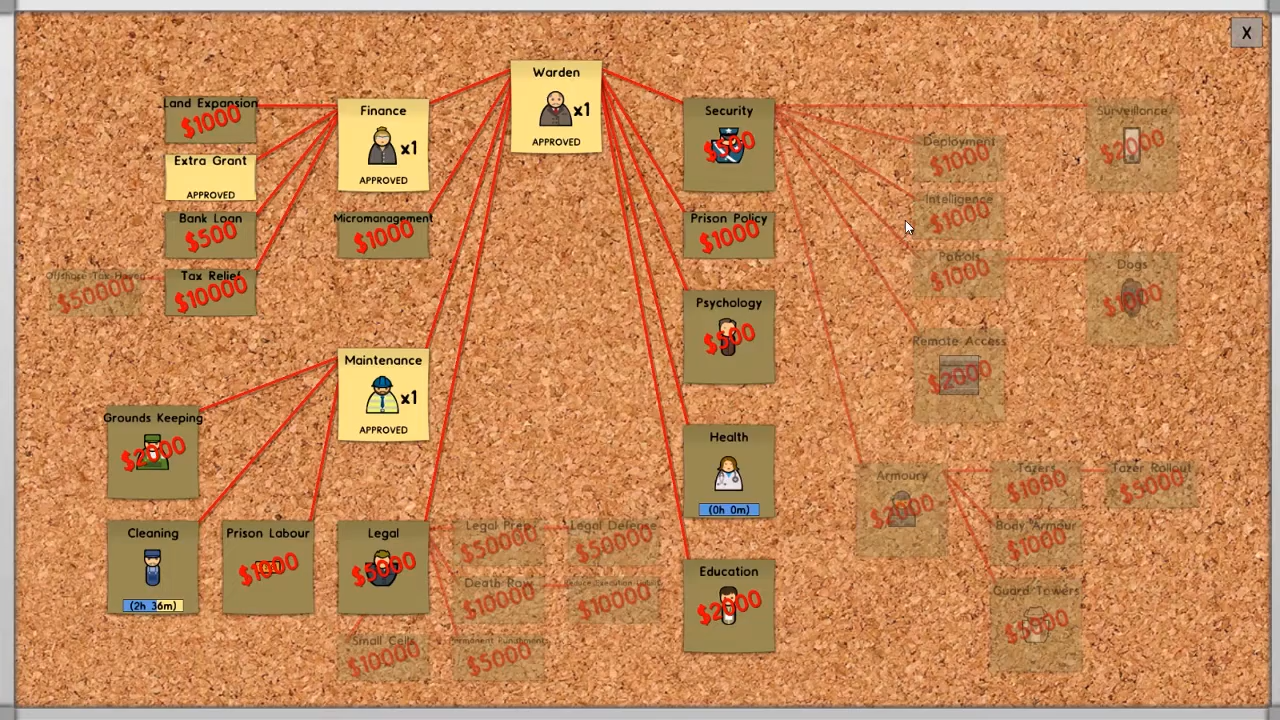 X
Warden
x1
APPROVED
Land Expansion
$1000
Finance
x1
APPROVED
Extra Grant
APPROVED
Bank Loan
$500
Micromanagement
$1000
Offshore Tax Haven
$50000
Tax Relief
$10000
Security
$500
Surveillance
$2000
Deployment
$1000
Intelligence
$1000
Prison Policy
$1000
Patrols
$1000
Dogs
$1000
Psychology
$500
Remote Access
$2000
Maintenance
x1
APPROVED
Grounds Keeping
$2000
Health
(0h 0m)
Armoury
$2000
Tazers
$1000
Tazer Rollout
$5000
Cleaning
(2h 36m)
Prison Labour
$1000
Legal
$5000
Legal Prep
$50000
Legal Defense
$50000
Body Armour
$1000
Death Row
$10000
$10000
Education
$2000
Guard Towers
$5000
Small Cells
$10000
Permanent Punishments
$5000